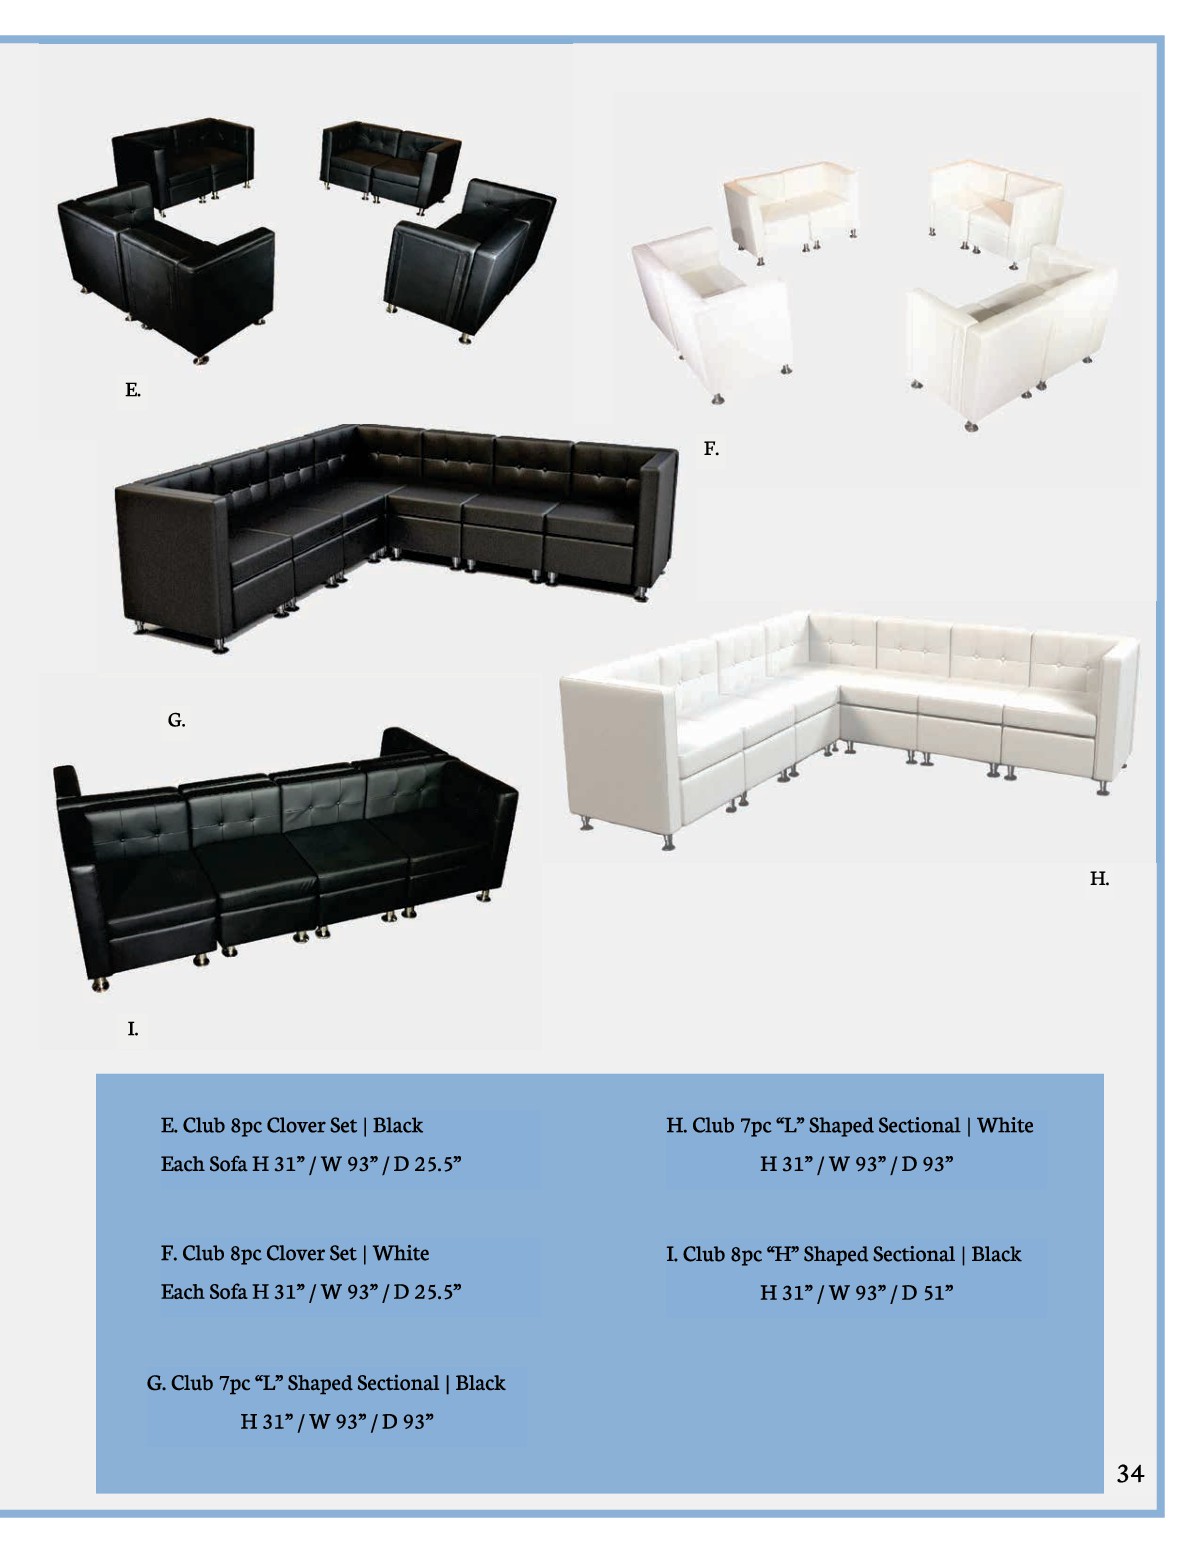 E.
F.
G.
H.
I.
E. Club 8pc Clover Set | Black
Each Sofa H 31” / W 93” / D 25.5”
F. Club 8pc Clover Set | White
Each Sofa H 31” / W 93” / D 25.5”
G. Club 7pc “L” Shaped Sectional | Black
H 31” / W 93” / D 93”
H. Club 7pc “L” Shaped Sectional | White
H 31” / W 93” / D 93”
I. Club 8pc “H” Shaped Sectional | Black
H 31” / W 93” / D 51”
34